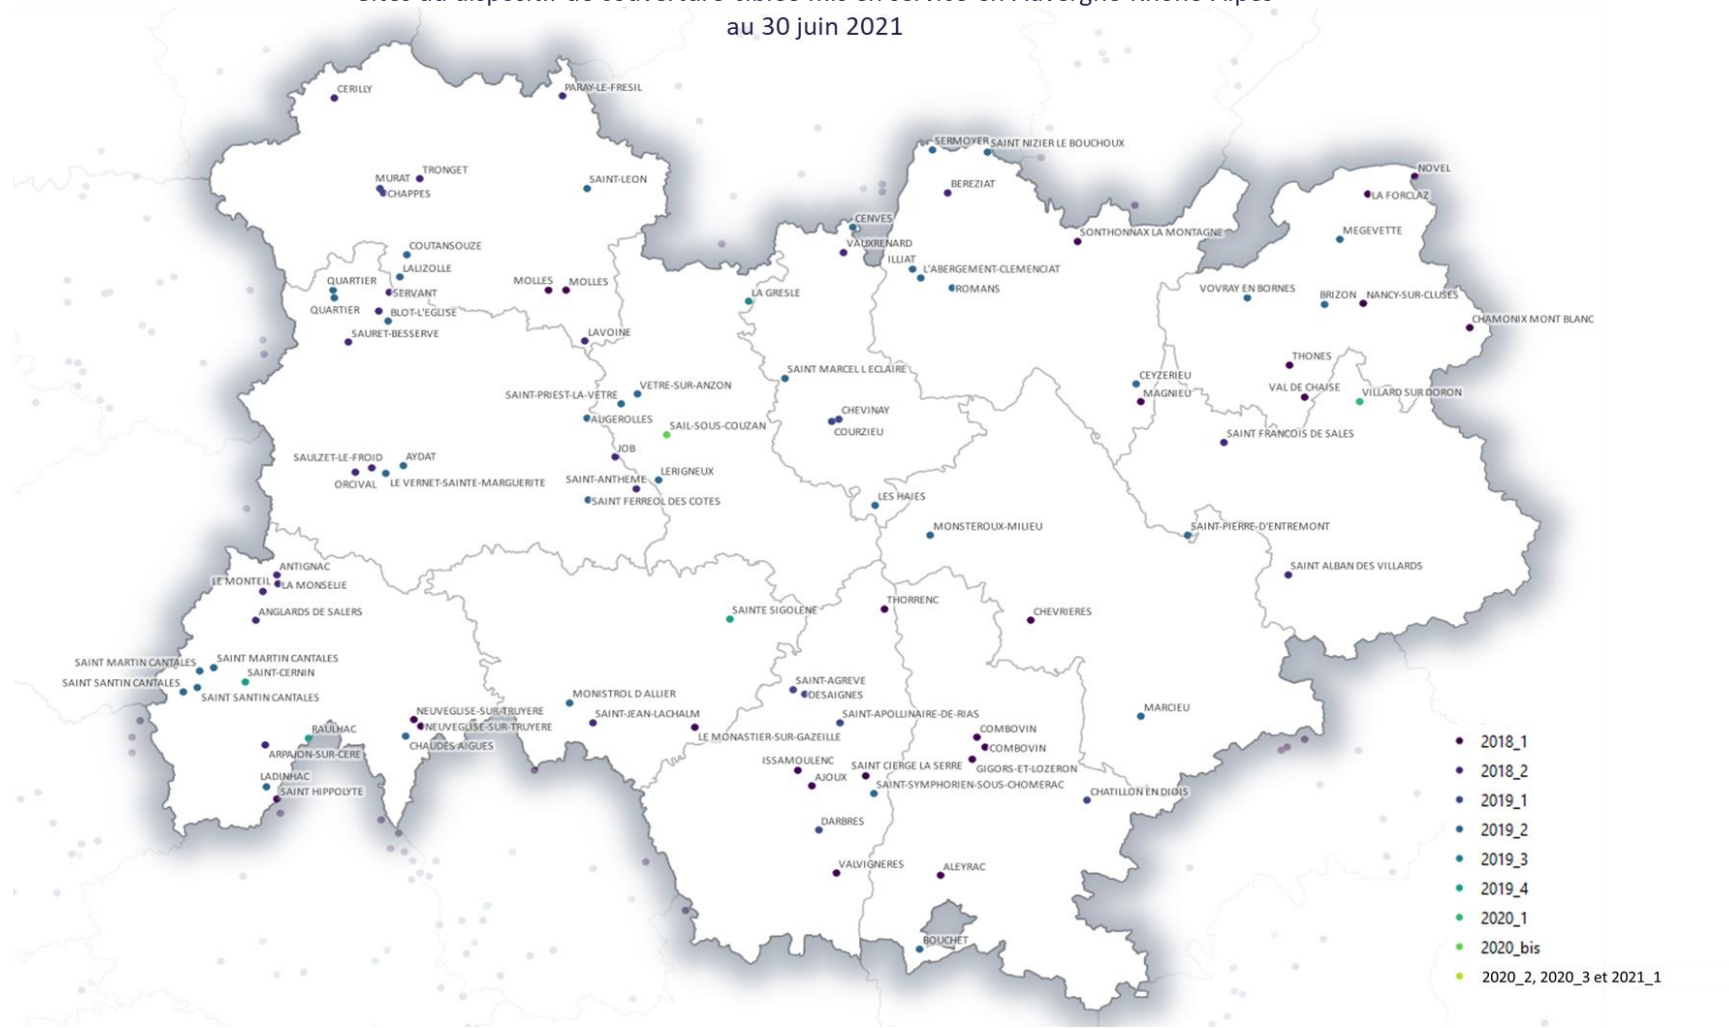 au 30 juin 2021
CERILLY
PARAY-LE-FRESIL
SERMOYER
SAINT NIZIER LE BOUCHOUX
TRONGET
MURAT
CHAPPES
SAINT-LEON
BEREZIAT
NOVEL
LA FORCLAZ
CENVES
VAUXRENARD
SONTHONNAX LA MONTAGNE
MEGEVETTE
COUTANSOUZE
LALIZOLLE
ILLIAT
L'ABERGEMENT-CLEMENCIAT
QUARTIER
SERVANT
MOLLES
MOLLES
LA GRESLE
ROMANS
VOVRAY EN BORNES
BRIZON
NANCY-SUR-CLUSES
QUARTIER
BLOT-L'EGLISE
CHAMONIX MONT BLANC
SAURET-BESSERVE
LAVOINE
THONES
SAINT MARCEL L ECLAIRE
CEYZERIEU
MAGNIEU
VAL DE CHAISE
VILLARD SUR DORON
SAINT-PRIEST-LA-VETRE
VETRE-SUR-ANZON
AUGEROLLES
SAIL-SOUS-COUZAN
CHEVINAY
COURZIEU
SAINT FRANCOIS DE SALES
JOB
SAULZET-LE-FROID
AYDAT
ORCIVAL
LE VERNET-SAINTE-MARGUERITE
SAINT-ANTHEME
LERIGNEUX
SAINT FERREOL DES COTES
LES HAIES
MONSTEROUX-MILIEU
SAINT-PIERRE-D'ENTREMONT
ANTIGNAC
LE MONTEIL
LA MONSELIE
SAINT ALBAN DES VILLARDS
ANGLARDS DE SALERS
SAINTE SIGOLENE
THORRENC
CHEVRIERES
SAINT MARTIN CANTALES
SAINT MARTIN CANTALES
SAINT-CERNIN
SAINT SANTIN CANTALES
SAINT SANTIN CANTALES
SAINT-AGREVE
DESAIGNES
MONISTROL D ALLIER
SAINT-JEAN-LACHALM
NEUVEGLISE-SUR-TRUYERE
NEUVEGLISE-SUR-TRUYERE
CHAUDES AIGUES
SAINT-APOLLINAIRE-DE-RIAS
MARCIEU
RAULHAC
ARPAJON-SUR-CERE
LE MONASTIER-SUR-GAZEILLE
COMBOVIN
COMBOVIN
GIGORS-ET-LOZERON
ISSAMOULENC
SAINT CIERGE LA SERRE
AJOUX
SAINT-SYMPHORIEN-SOUS-CHOMERAC
LADINHAC
SAINT HIPPOLYTE
CHATILLON EN DIOIS
DARBRES
VALVIGNERES
ALEYRAC
BOUCHET
2018_1
2018_2
2019_1
2019_2
2019_3
2019_4
2020_1
2020_bis
2020_2, 2020_3 et 2021_1